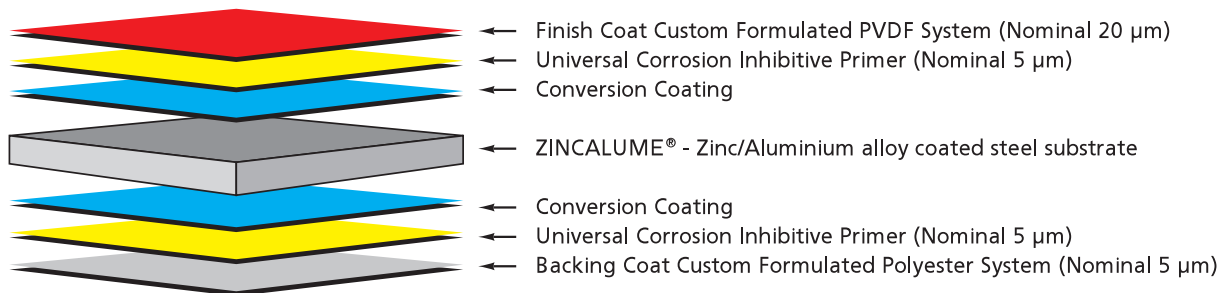 Finish Coat Custom Formulated PVDF System (Nominal 20 µm)
Universal Corrosion Inhibitive Primer (Nominal 5 µm)
Conversion Coating
ZINCALUME® - Zinc/Aluminium alloy coated steel substrate
Conversion Coating
Universal Corrosion Inhibitive Primer (Nominal 5 µm)
Backing Coat Custom Formulated Polyester System (Nominal 5 µm)